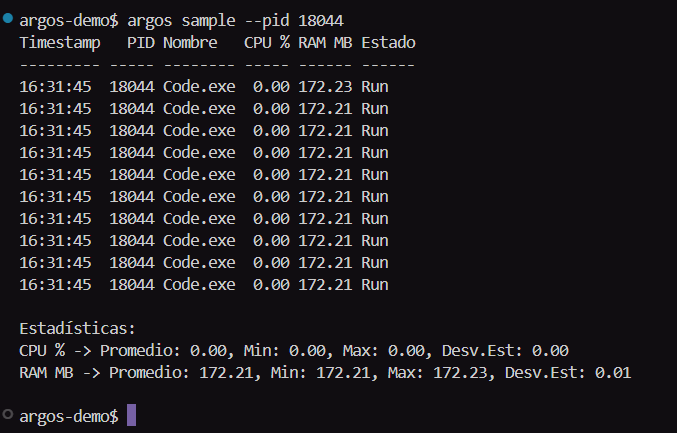 argos-demo$ argos sample --pid 18044
Timestamp   PID Nombre   CPU % RAM MB Estado
--------- ----- -------- ----- ------ ------
16:31:45  18044 Code.exe  0.00 172.23 Run
16:31:45  18044 Code.exe  0.00 172.21 Run
16:31:45  18044 Code.exe  0.00 172.21 Run
16:31:45  18044 Code.exe  0.00 172.21 Run
16:31:45  18044 Code.exe  0.00 172.21 Run
16:31:45  18044 Code.exe  0.00 172.21 Run
16:31:45  18044 Code.exe  0.00 172.21 Run
16:31:45  18044 Code.exe  0.00 172.21 Run
16:31:45  18044 Code.exe  0.00 172.21 Run
16:31:45  18044 Code.exe  0.00 172.21 Run
Estadísticas:
CPU % -> Promedio: 0.00, Min: 0.00, Max: 0.00, Desv.Est: 0.00
RAM MB -> Promedio: 172.21, Min: 172.21, Max: 172.23, Desv.Est: 0.01
argos-demo$